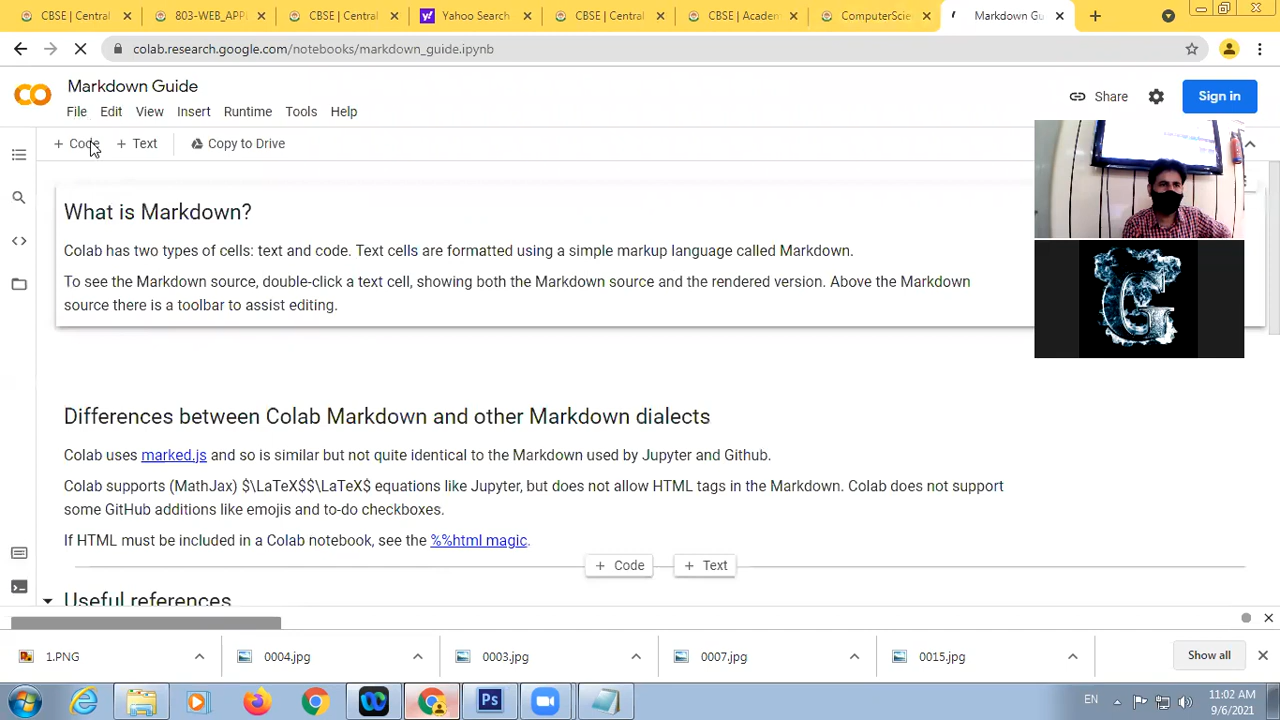 CBSE | Central
803-WEB_APPL
CBSE | Central
Yahoo Search
CBSE | Central
CBSE | Academ
ComputerScie
Markdown Gu
colab.research.google.com/notebooks/markdown_guide.ipynb
Markdown Guide
Share
Sign in
File Edit View Insert Runtime Tools Help
+ Code + Text Copy to Drive
What is Markdown?
Colab has two types of cells: text and code. Text cells are formatted using a simple markup language called Markdown.
To see the Markdown source, double-click a text cell, showing both the Markdown source and the rendered version. Above the Markdown
source there is a toolbar to assist editing.
Differences between Colab Markdown and other Markdown dialects
Colab uses marked.js and so is similar but not quite identical to the Markdown used by Jupyter and Github.
Colab supports (MathJax) $\LaTeX$$\LaTeX$ equations like Jupyter, but does not allow HTML tags in the Markdown. Colab does not support
some GitHub additions like emojis and to-do checkboxes.
If HTML must be included in a Colab notebook, see the %%html magic.
+ Code + Text
Useful references
1.PNG
0004.jpg
0003.jpg
0007.jpg
0015.jpg
Show all
Ps
EN
11:02 AM
9/6/2021